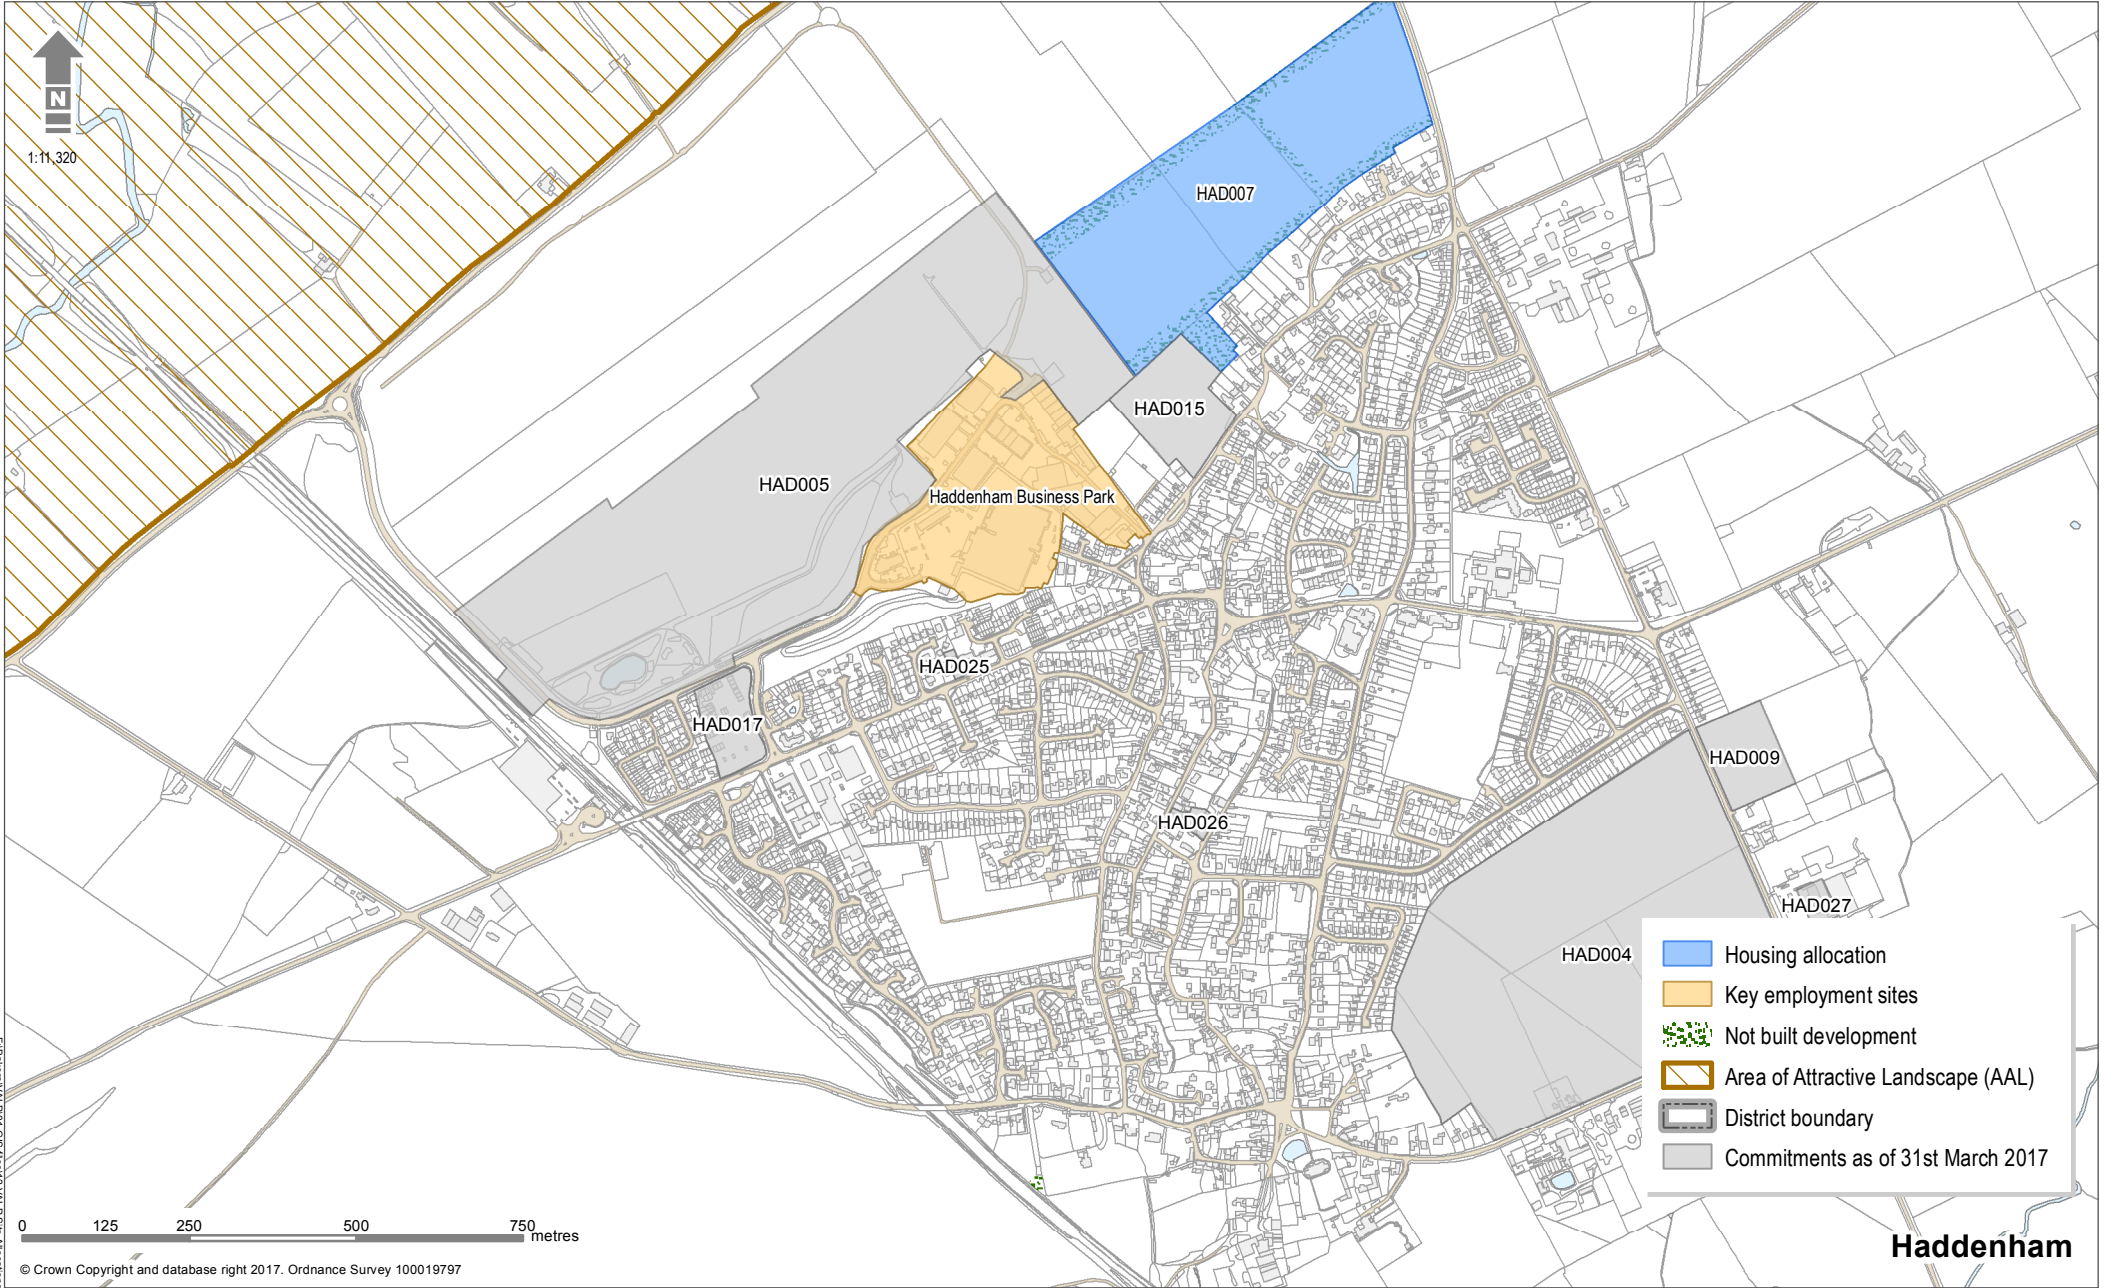 N
1:11,320
HAD007
HAD015
HAD005
Haddenham Business Park
HAD025
HAD017
HAD009
HAD026
HAD027
HAD004
Housing allocation
Key employment sites
Not built development
Area of Attractive Landscape (AAL)
District boundary
Commitments as of 31st March 2017
0 125 250 500 750
metres
Haddenham
© Crown Copyright and database right 2017. Ordnance Survey 100019797